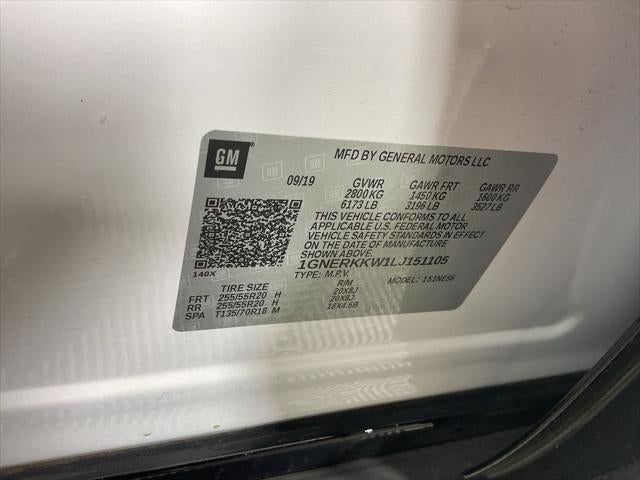 GM
MFD BY GENERAL MOTORS LLC
09/19 GVWR GAWR FRT GAWR RR
2800 KG 1450 KG 1600 KG
6173 LB 3196 LB 3527 LB
THIS VEHICLE CONFORMS TO ALL
APPLICABLE U.S. FEDERAL MOTOR
VEHICLE SAFETY STANDARDS IN EFFECT
ON THE DATE OF MANUFACTURE
SHOWN ABOVE.
140X 1GNERKKW1LJ151105
TYPE: M.P.V. MODEL: 1S1NE56
TIRE SIZE RIM
FRT 255/55R20 H 20X8J
RR 255/55R20 H 20X8J
SPA T135/70R18 M 18X4.5B